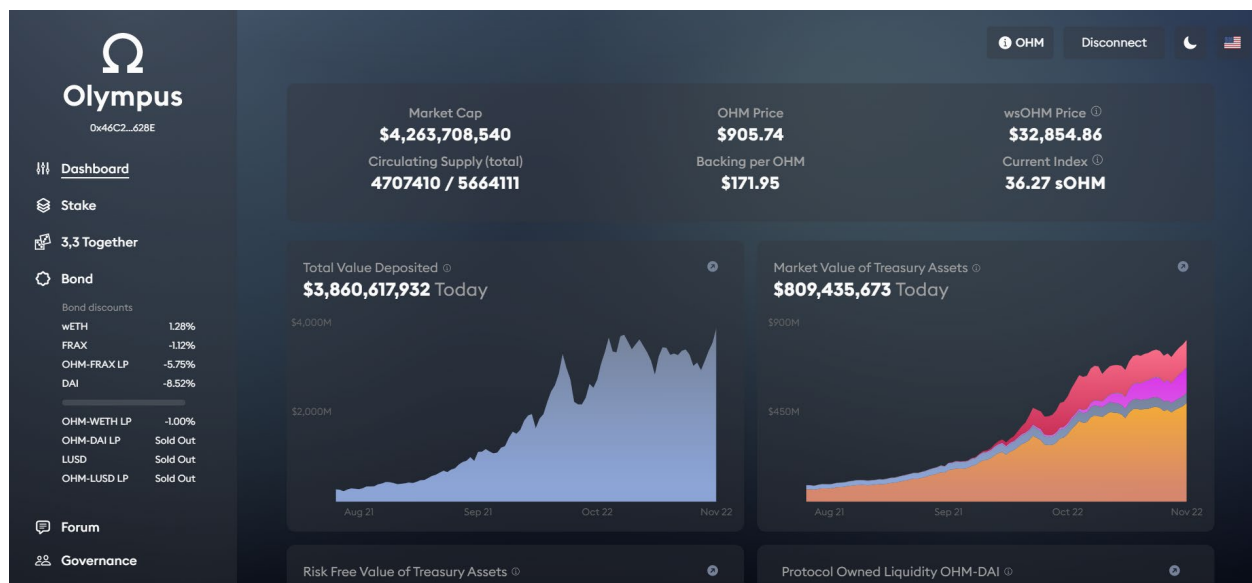 Olympus
0x46C2...628E
Dashboard
Stake
3,3 Together
Bond
Bond discounts
wETH 1.28%
FRAX -1.12%
OHM-FRAX LP -5.75%
DAI -8.52%
OHM-WETH LP -1.00%
OHM-DAI LP Sold Out
LUSD Sold Out
OHM-LUSD LP Sold Out
Forum
Governance
OHM Disconnect
Market Cap OHM Price wsOHM Price
$4,263,708,540 $905.74 $32,854.86
Circulating Supply (total) Backing per OHM Current Index
4707410 / 5664111 $171.95 36.27 sOHM
Total Value Deposited
$3,860,617,932 Today
$4,000M
$2,000M
Aug 21 Sep 21 Oct 22 Nov 22
Market Value of Treasury Assets
$809,435,673 Today
$900M
$450M
Aug 21 Sep 21 Oct 22 Nov 22
Risk Free Value of Treasury Assets
Protocol Owned Liquidity OHM-DAI